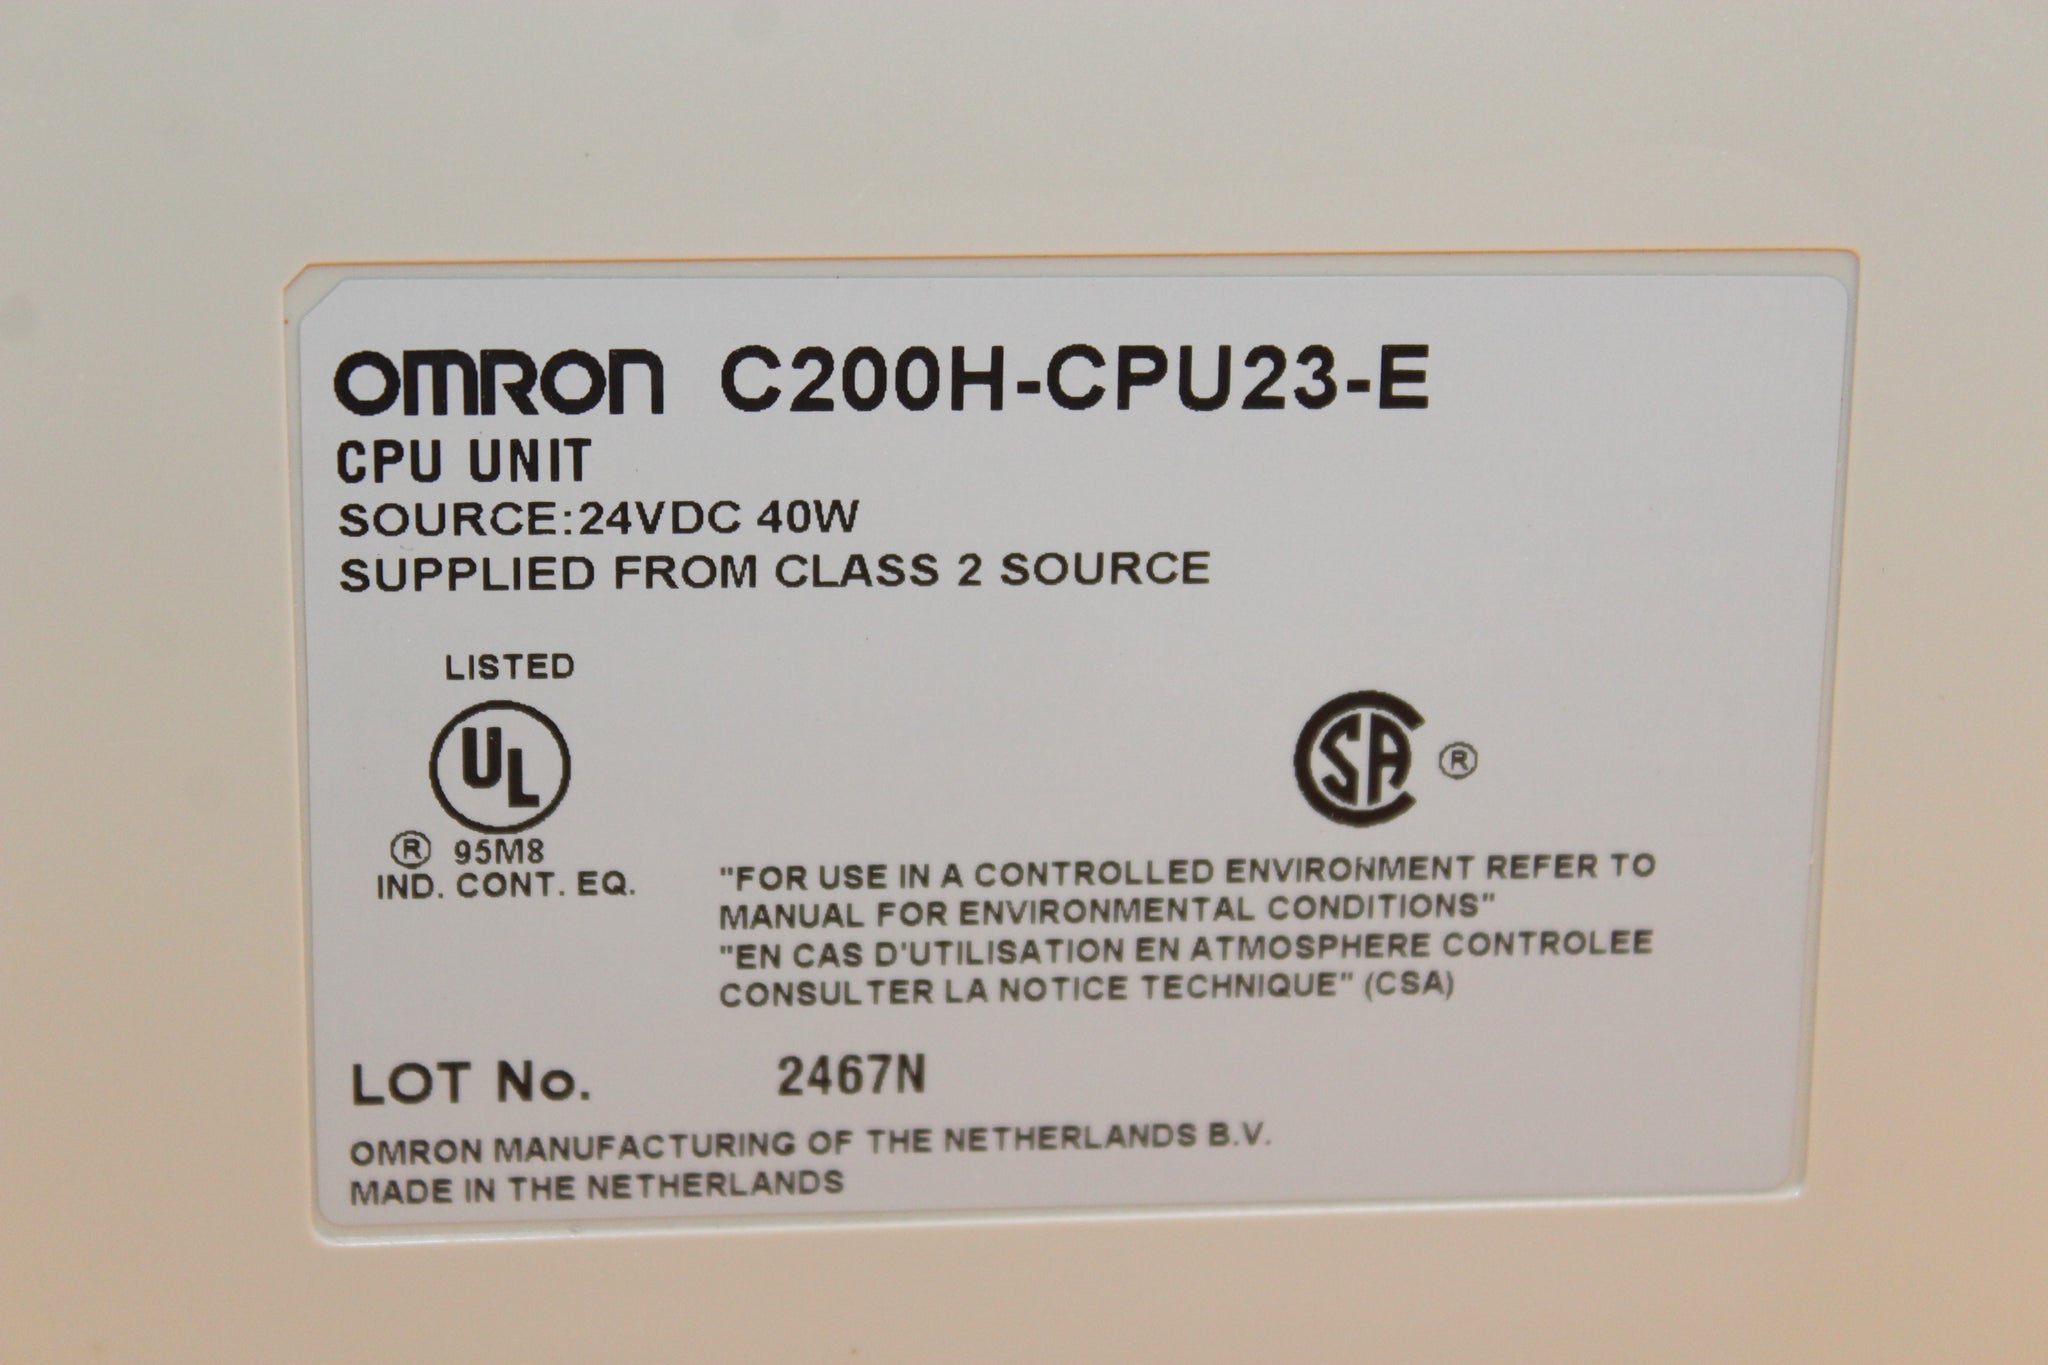 OMRON C200H-CPU23-E
CPU UNIT
SOURCE:24VDC 40W
SUPPLIED FROM CLASS 2 SOURCE
LISTED
UL
® 95M8
IND. CONT. EQ.
CSA ®
"FOR USE IN A CONTROLLED ENVIRONMENT REFER TO
MANUAL FOR ENVIRONMENTAL CONDITIONS"
"EN CAS D'UTILISATION EN ATMOSPHERE CONTROLEE
CONSULTER LA NOTICE TECHNIQUE" (CSA)
LOT No. 2467N
OMRON MANUFACTURING OF THE NETHERLANDS B.V.
MADE IN THE NETHERLANDS